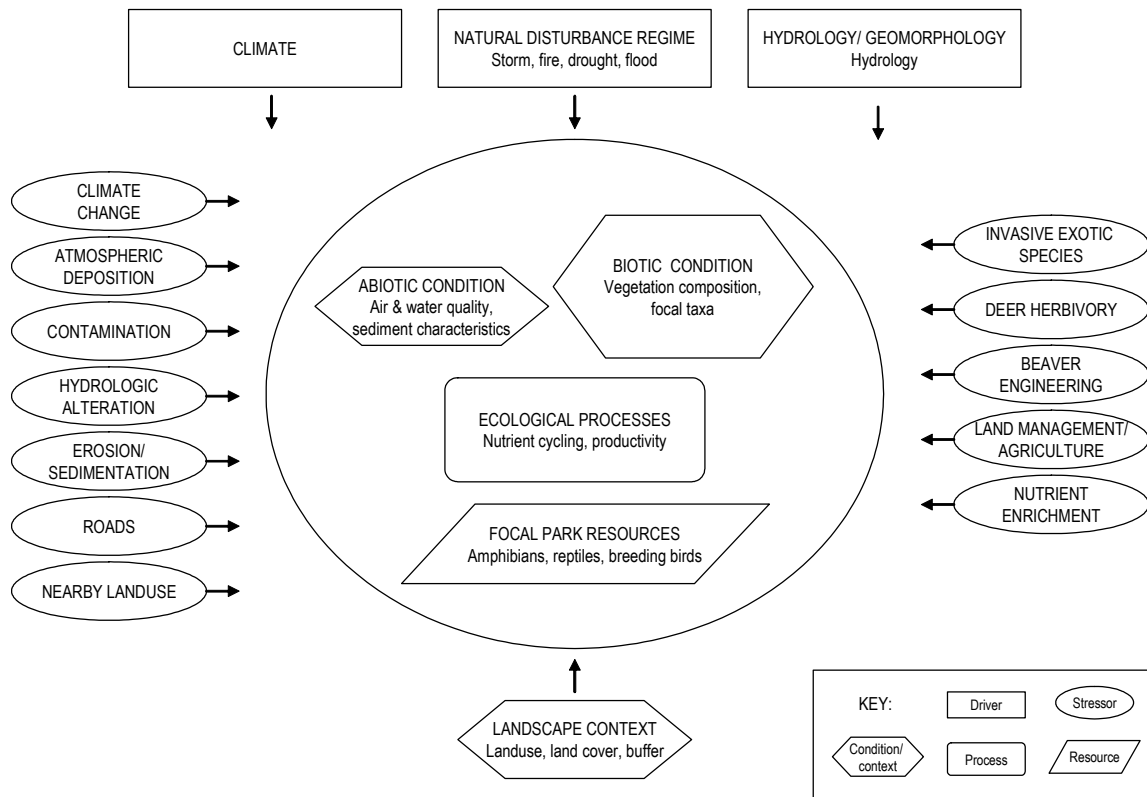 CLIMATE
NATURAL DISTURBANCE REGIME
Storm, fire, drought, flood
HYDROLOGY/ GEOMORPHOLOGY
Hydrology
CLIMATE
CHANGE
ATMOSPHERIC
DEPOSITION
CONTAMINATION
HYDROLOGIC
ALTERATION
EROSION/
SEDIMENTATION
ROADS
NEARBY LANDUSE
ABIOTIC CONDITION
Air & water quality,
sediment characteristics
BIOTIC CONDITION
Vegetation composition,
focal taxa
ECOLOGICAL PROCESSES
Nutrient cycling, productivity
FOCAL PARK RESOURCES
Amphibians, reptiles, breeding birds
INVASIVE EXOTIC
SPECIES
DEER HERBIVORY
BEAVER
ENGINEERING
LAND MANAGEMENT/
AGRICULTURE
NUTRIENT
ENRICHMENT
LANDSCAPE CONTEXT
Landuse, land cover, buffer
KEY:
Driver
Stressor
Condition/
context
Process
Resource